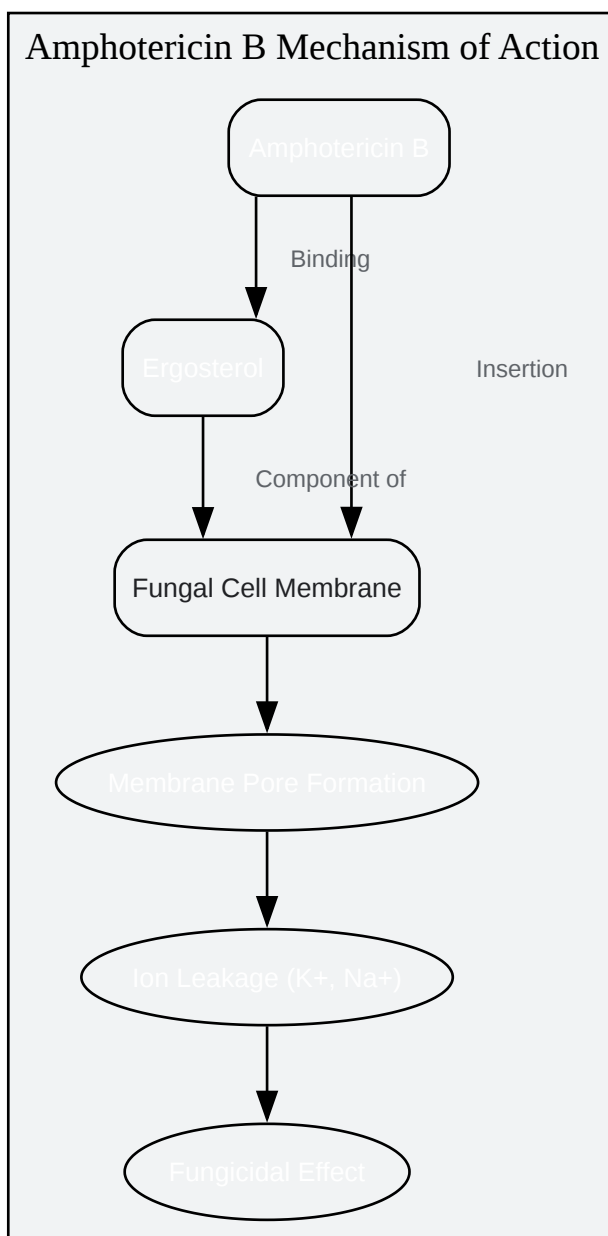 Amphotericin B Mechanism of Action
Amphotericin B
Binding
Ergosterol
Insertion
Component of
Fungal Cell Membrane
Membrane Pore Formation
Ion Leakage (K+, Na+)
Fungicidal Effect